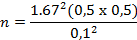 n = 1.67²(0,5 x 0,5) / 0,1²